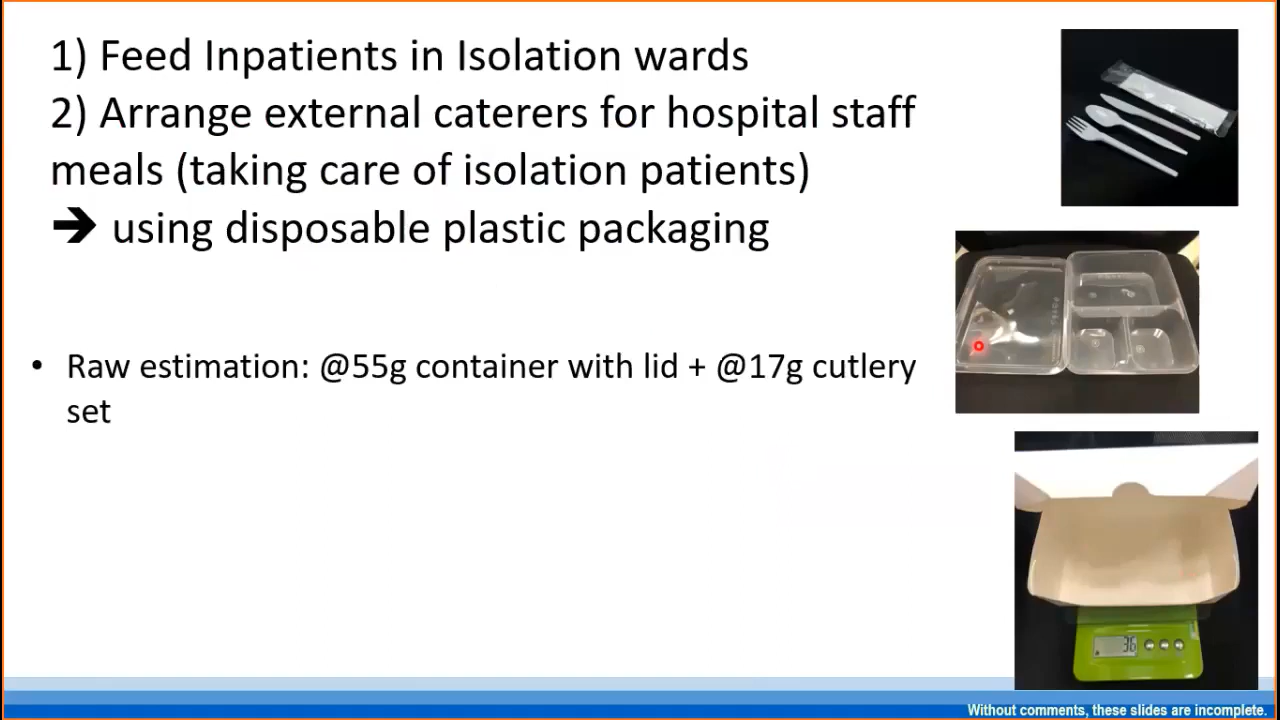 1) Feed Inpatients in Isolation wards
2) Arrange external caterers for hospital staff
meals (taking care of isolation patients)
➔ using disposable plastic packaging
• Raw estimation: @55g container with lid + @17g cutlery
set
36
Without comments, these slides are incomplete.